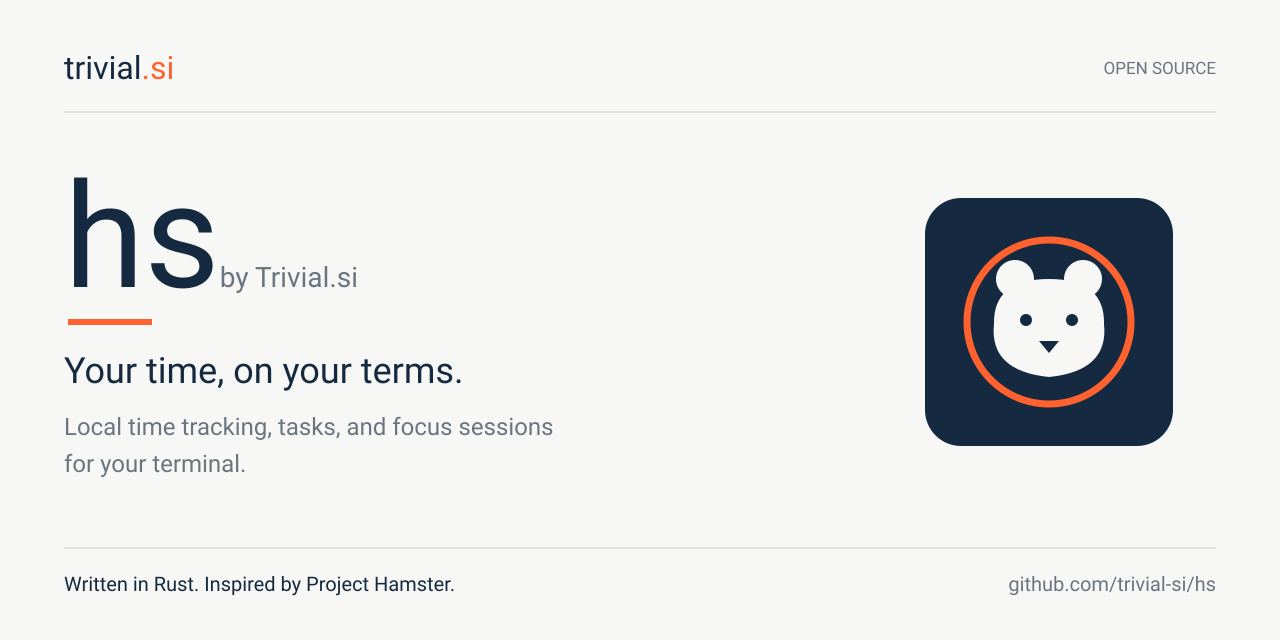 trivial.si
OPEN SOURCE
hs by Trivial.si
Your time, on your terms.
Local time tracking, tasks, and focus sessions
for your terminal.
Written in Rust. Inspired by Project Hamster.
github.com/trivial-si/hs